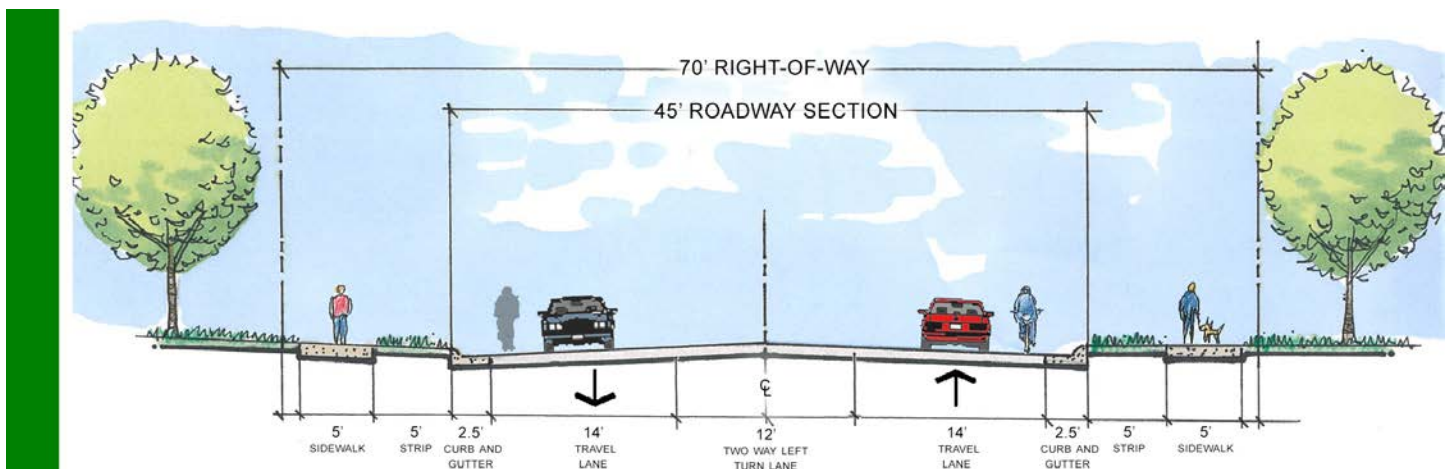 70' RIGHT-OF-WAY
45' ROADWAY SECTION
℄
5' 5' 2.5' 14' 12' 14' 2.5' 5' 5'
SIDEWALK STRIP CURB AND TRAVEL TWO WAY LEFT TRAVEL CURB AND STRIP SIDEWALK
GUTTER LANE TURN LANE LANE GUTTER